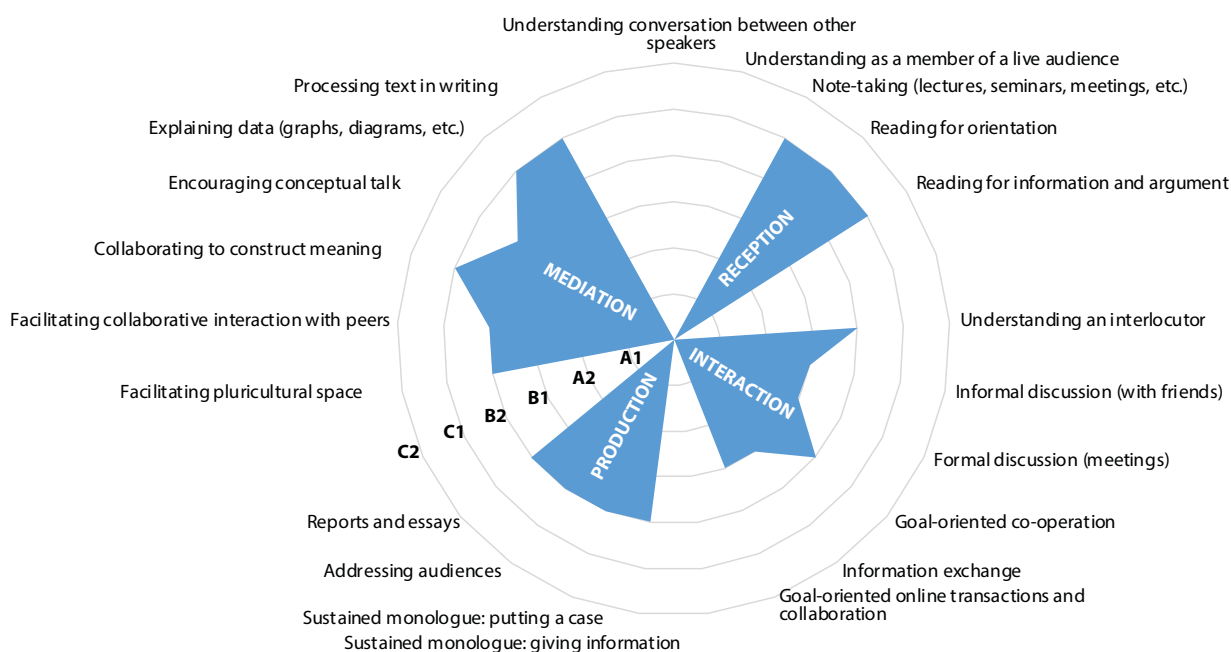 Understanding conversation between other
speakers
Understanding as a member of a live audience
Note-taking (lectures, seminars, meetings, etc.)
Reading for orientation
Reading for information and argument
Understanding an interlocutor
Informal discussion (with friends)
Formal discussion (meetings)
Goal-oriented co-operation
Information exchange
Goal-oriented online transactions and
collaboration
Sustained monologue: giving information
Sustained monologue: putting a case
Addressing audiences
Reports and essays
Facilitating pluricultural space
Facilitating collaborative interaction with peers
Collaborating to construct meaning
Encouraging conceptual talk
Explaining data (graphs, diagrams, etc.)
Processing text in writing
RECEPTION
INTERACTION
PRODUCTION
MEDIATION
A1
A2
B1
B2
C1
C2